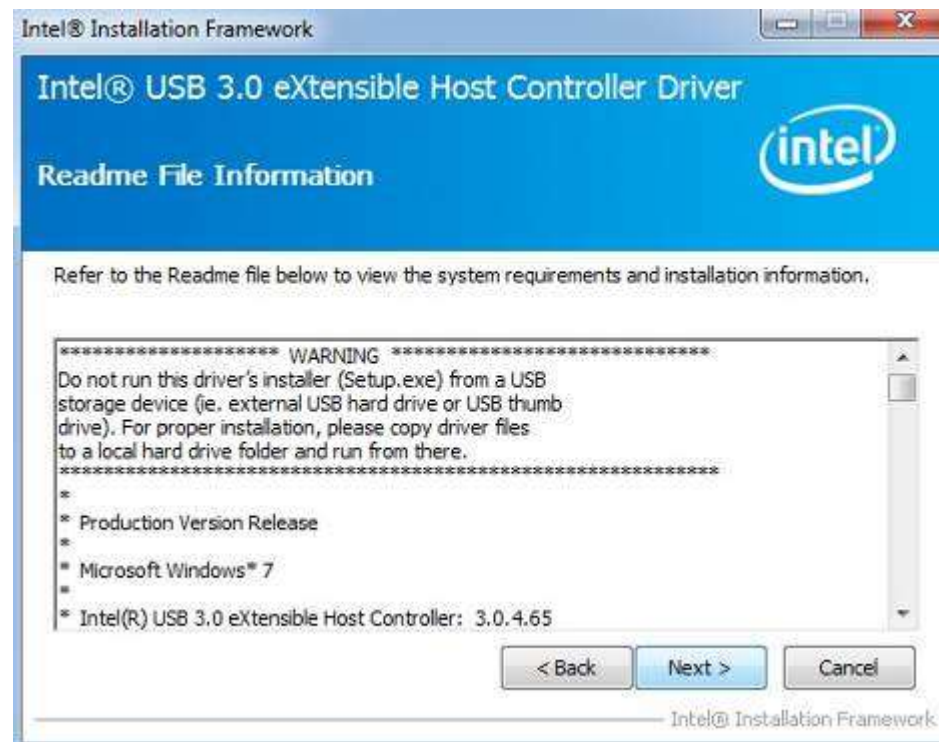 Intel® Installation Framework
Intel® USB 3.0 eXtensible Host Controller Driver
intel
Readme File Information
Refer to the Readme file below to view the system requirements and installation information.
******************** WARNING *****************************
Do not run this driver's installer (Setup.exe) from a USB
storage device (ie. external USB hard drive or USB thumb
drive). For proper installation, please copy driver files
to a local hard drive folder and run from there.
************************************************************
*
* Production Version Release
*
* Microsoft Windows* 7
*
* Intel(R) USB 3.0 eXtensible Host Controller: 3.0.4.65
< Back Next > Cancel
Intel® Installation Framework